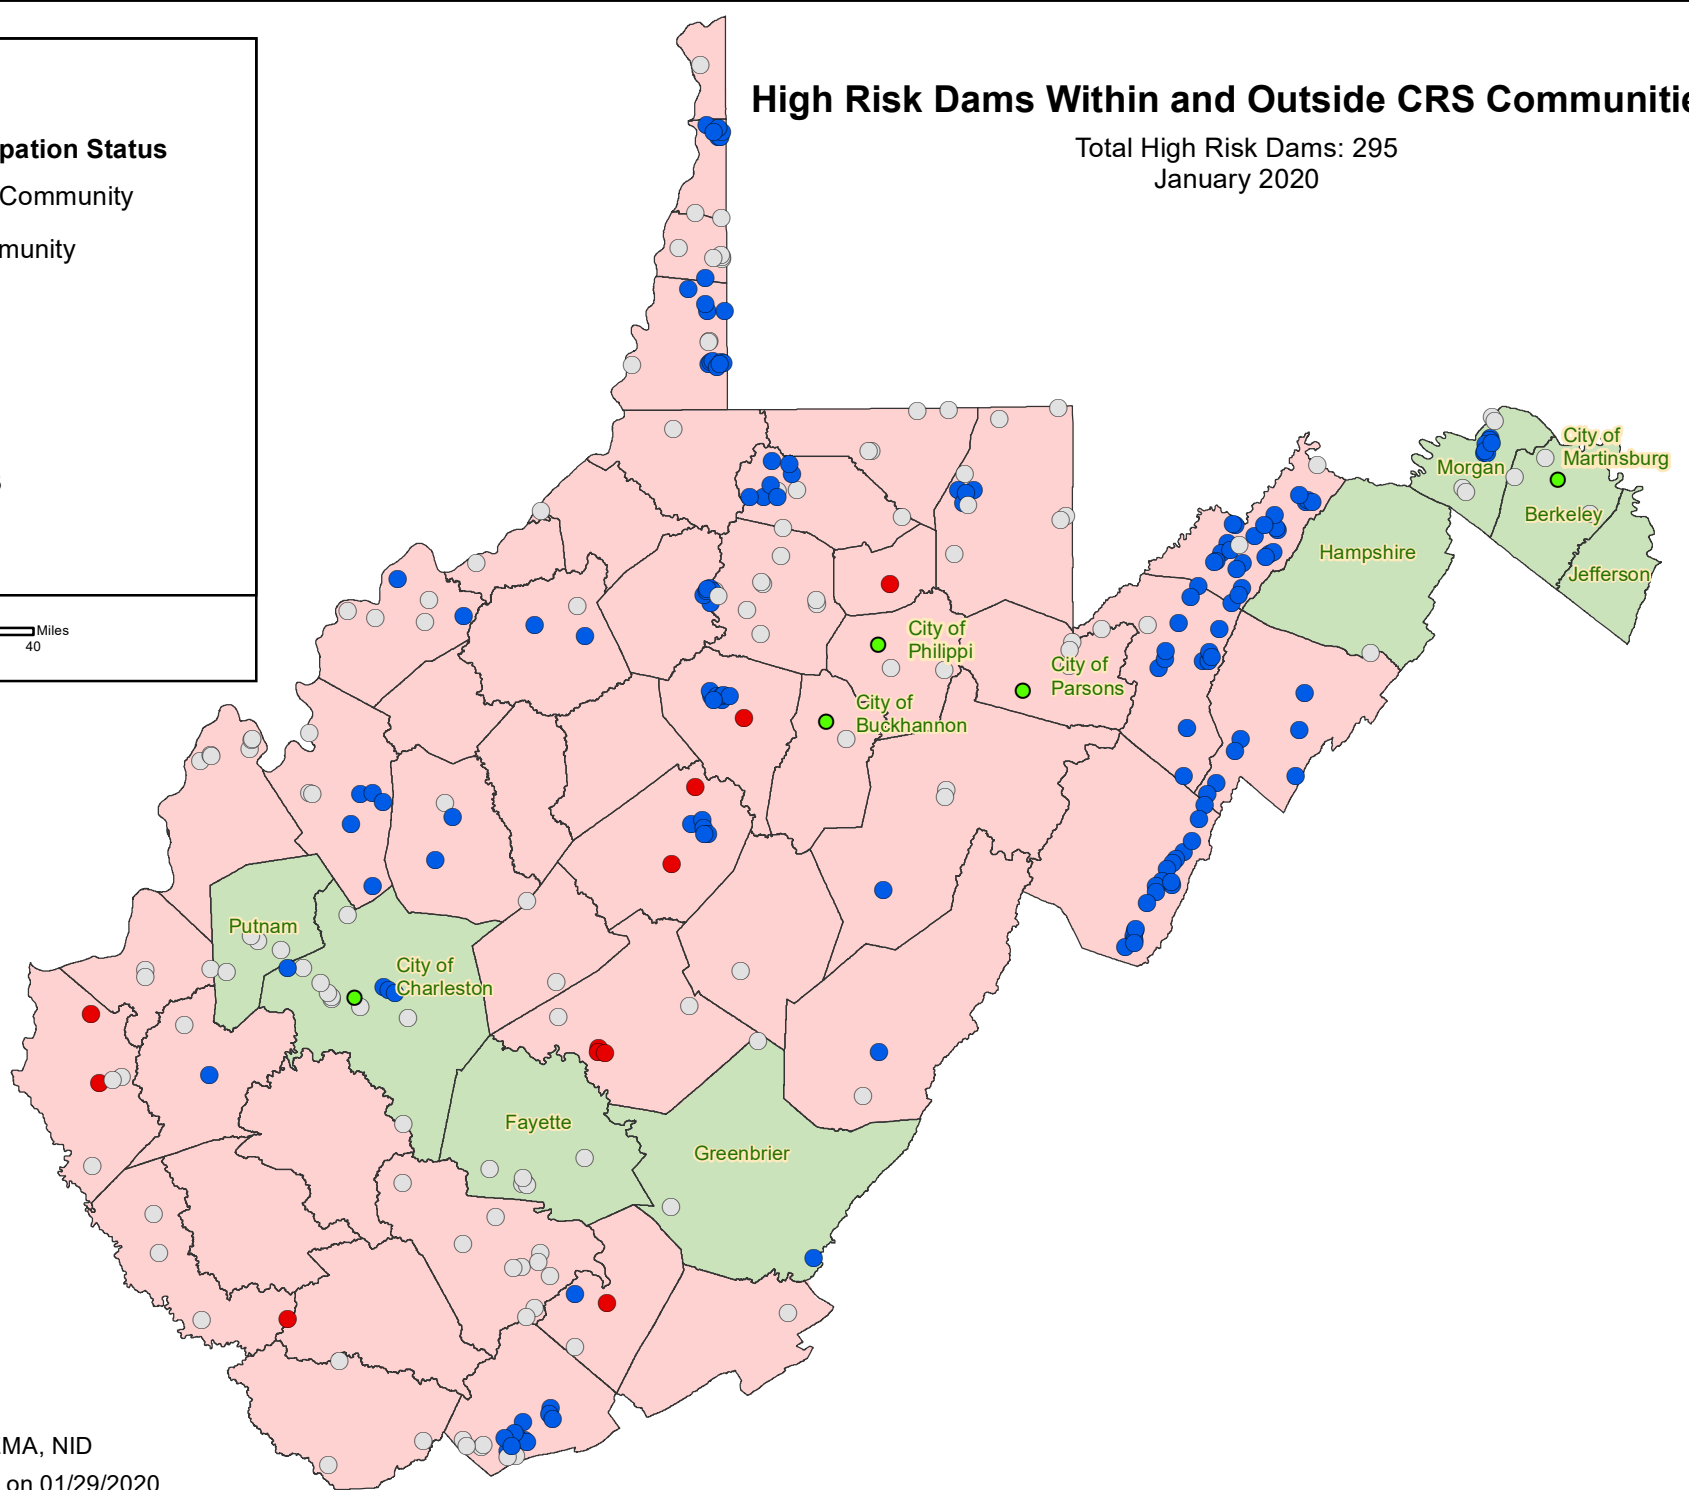 High Risk Dams Within and Outside CRS Communitie
Total High Risk Dams: 295
January 2020
pation Status
Community
munity
Miles
40
City of
Martinsburg
Morgan
Berkeley
Hampshire
Jefferson
City of
Philippi
City of
Parsons
City of
Buckhannon
Putnam
City of
Charleston
Fayette
Greenbrier
MA, NID
on 01/29/2020